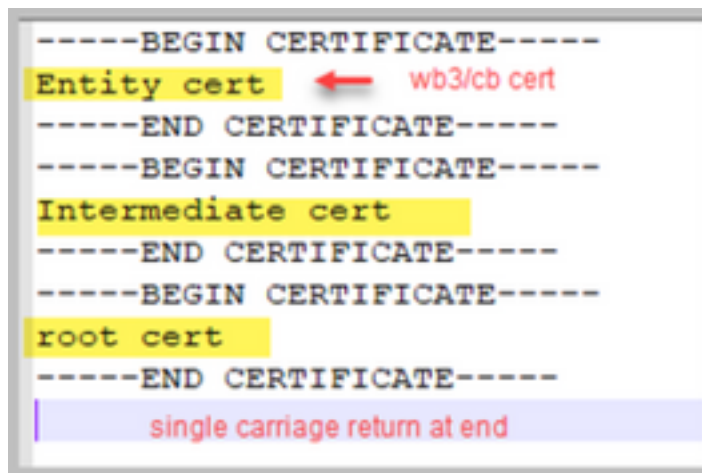 -----BEGIN CERTIFICATE-----
Entity cert wb3/cb cert
-----END CERTIFICATE-----
-----BEGIN CERTIFICATE-----
Intermediate cert
-----END CERTIFICATE-----
-----BEGIN CERTIFICATE-----
root cert
-----END CERTIFICATE-----
single carriage return at end